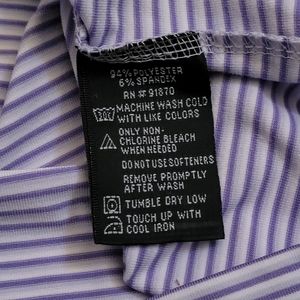 94% POLYESTER
6% SPANDEX
RN # 91870
30C MACHINE WASH COLD
WITH LIKE COLORS
ONLY NON-
CHLORINE BLEACH
WHEN NEEDED
DO NOT USE SOFTENERS
REMOVE PROMPTLY
AFTER WASH
TUMBLE DRY LOW
TOUCH UP WITH
COOL IRON